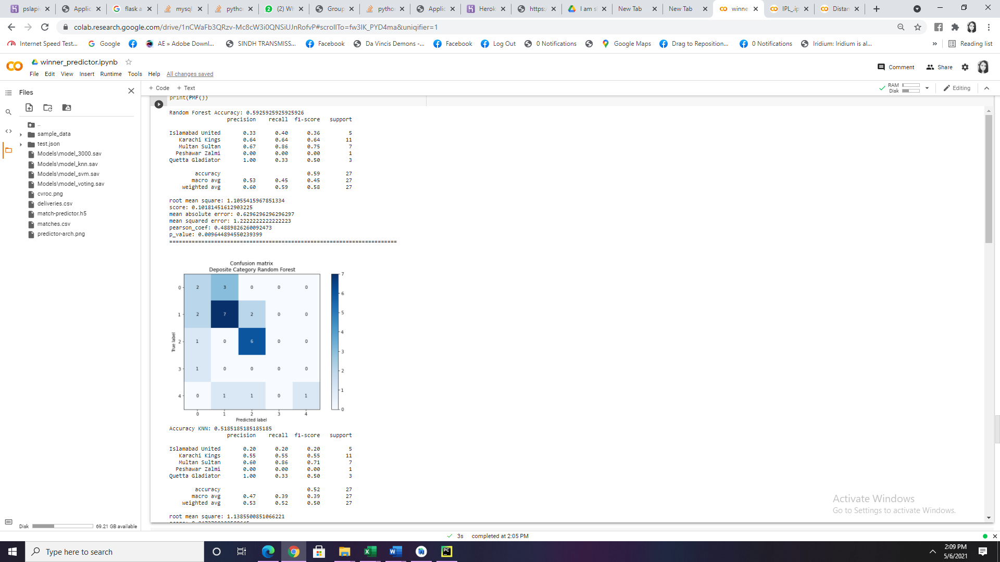 pslapi
Applic
flask a
mysql
pytho
(2) Wh
Group
pytho
Applic
Herok
https:/
I am s
New Tab
New Tab
winne
IPL_.ip
Distan
colab.research.google.com/drive/1nCWaFb3QRzv-Mc8cW3i0QNSiUJnRofvP#scrollTo=fw3IK_PYD4ma&uniqifier=1
Internet Speed Test...
Google
AE » Adobe Downl...
SINDH TRANSMISS...
Facebook
Da Vincis Demons -...
Facebook
Log Out
0 Notifications
Google Maps
Drag to Reposition...
0 Notifications
Iridium: Iridium is al...
»
Reading list
winner_predictor.ipynb
File Edit View Insert Runtime Tools Help All changes saved
Comment
Share
Files
+ Code + Text
RAM
Disk
Editing
..
sample_data
test.json
Models\model_3000.sav
Models\model_knn.sav
Models\model_svm.sav
Models\model_voting.sav
cvroc.png
deliveries.csv
match-predictor.h5
matches.csv
predictor-arch.png
Disk
69.21 GB available
print(PMF())
Random Forest Accuracy: 0.5925925925925926
precision recall f1-score support
Islamabad United 0.33 0.40 0.36 5
Karachi Kings 0.64 0.64 0.64 11
Multan Sultan 0.67 0.86 0.75 7
Peshawar Zalmi 0.00 0.00 0.00 1
Quetta Gladiator 1.00 0.33 0.50 3
accuracy 0.59 27
macro avg 0.53 0.45 0.45 27
weighted avg 0.60 0.59 0.58 27
root mean square: 1.1055415967851334
score: 0.10181451612903225
mean absolute error: 0.6296296296296297
mean squared error: 1.2222222222222223
pearson_coef: 0.4889826260092473
p_value: 0.009644894550239399
=======================================================================
Confusion matrix
Deposite Category Random Forest
0 2 3 0 0 0
1 2 7 2 0 0
2 1 0 6 0 0
3 1 0 0 0 0
4 0 1 1 0 1
0 1 2 3 4
True label
Predicted label
7
6
5
4
3
2
1
0
Accuracy KNN: 0.5185185185185185
precision recall f1-score support
Islamabad United 0.20 0.20 0.20 5
Karachi Kings 0.55 0.55 0.55 11
Multan Sultan 0.60 0.86 0.71 7
Peshawar Zalmi 0.00 0.00 0.00 1
Quetta Gladiator 1.00 0.33 0.50 3
accuracy 0.52 27
macro avg 0.47 0.39 0.39 27
weighted avg 0.53 0.52 0.50 27
root mean square: 1.1385500851066221
Activate Windows
Go to Settings to activate Windows.
3s completed at 2:05 PM
Type here to search
2:09 PM
5/6/2021